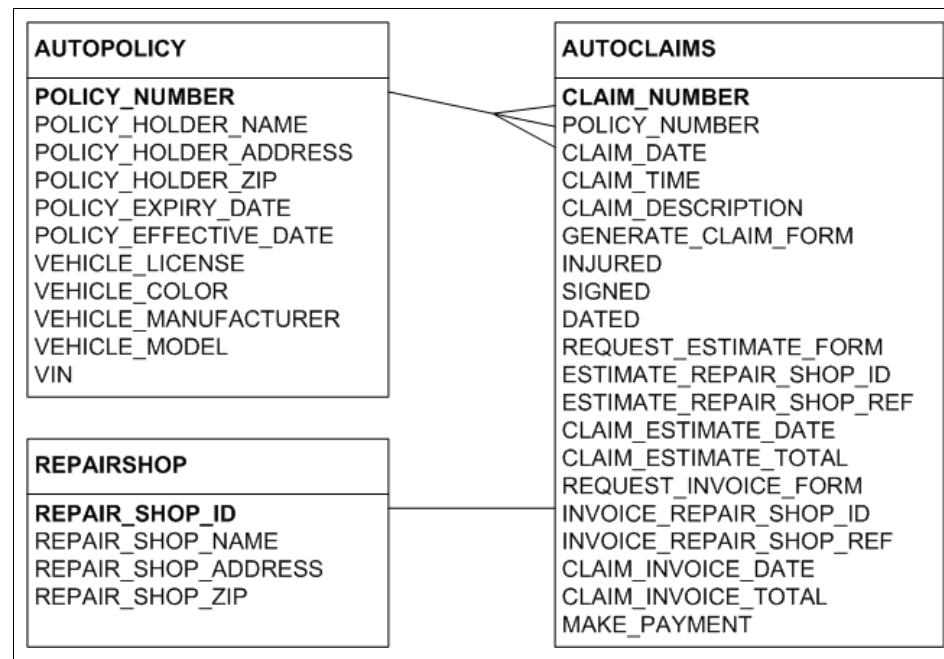 AUTOPOLICY
POLICY_NUMBER
POLICY_HOLDER_NAME
POLICY_HOLDER_ADDRESS
POLICY_HOLDER_ZIP
POLICY_EXPIRY_DATE
POLICY_EFFECTIVE_DATE
VEHICLE_LICENSE
VEHICLE_COLOR
VEHICLE_MANUFACTURER
VEHICLE_MODEL
VIN
REPAIRSHOP
REPAIR_SHOP_ID
REPAIR_SHOP_NAME
REPAIR_SHOP_ADDRESS
REPAIR_SHOP_ZIP
AUTOCLAIMS
CLAIM_NUMBER
POLICY_NUMBER
CLAIM_DATE
CLAIM_TIME
CLAIM_DESCRIPTION
GENERATE_CLAIM_FORM
INJURED
SIGNED
DATED
REQUEST_ESTIMATE_FORM
ESTIMATE_REPAIR_SHOP_ID
ESTIMATE_REPAIR_SHOP_REF
CLAIM_ESTIMATE_DATE
CLAIM_ESTIMATE_TOTAL
REQUEST_INVOICE_FORM
INVOICE_REPAIR_SHOP_ID
INVOICE_REPAIR_SHOP_REF
CLAIM_INVOICE_DATE
CLAIM_INVOICE_TOTAL
MAKE_PAYMENT